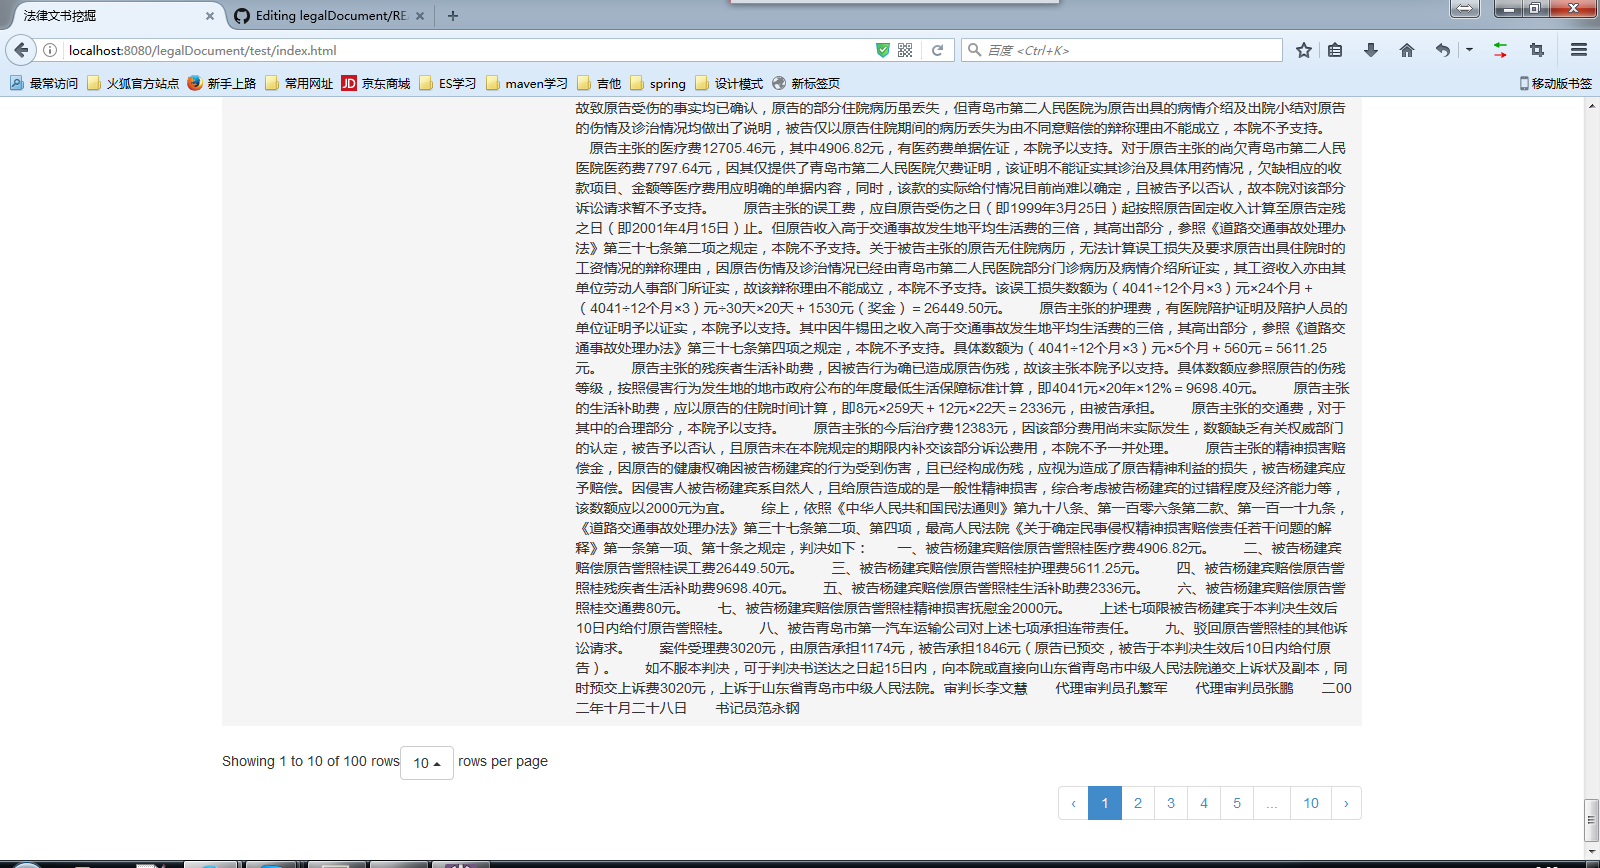 法律文书挖掘
Editing legalDocument/RE
localhost:8080/legalDocument/test/index.html
百度 <Ctrl+K>
最常访问 火狐官方站点 新手上路 常用网址 JD 京东商城 ES学习 maven学习 吉他 spring 设计模式 新标签页 移动版书签
故致原告受伤的事实均已确认，原告的部分住院病历虽丢失，但青岛市第二人民医院为原告出具的病情介绍及出院小结对原告
的伤情及诊治情况均做出了说明，被告仅以原告住院期间的病历丢失为由不同意赔偿的辩称理由不能成立，本院不予支持。
原告主张的医疗费12705.46元，其中4906.82元，有医药费单据佐证，本院予以支持。对于原告主张的尚欠青岛市第二人民
医院医药费7797.64元，因其仅提供了青岛市第二人民医院欠费证明，该证明不能证实其诊治及具体用药情况，欠缺相应的收
款项目、金额等医疗费用应明确的单据内容，同时，该款的实际给付情况目前尚难以确定，且被告予以否认，故本院对该部分
诉讼请求暂不予支持。 原告主张的误工费，应自原告受伤之日（即1999年3月25日）起按照原告固定收入计算至原告定残
之日（即2001年4月15日）止。但原告收入高于交通事故发生地平均生活费的三倍，其高出部分，参照《道路交通事故处理办
法》第三十七条第二项之规定，本院不予支持。关于被告主张的原告无住院病历，无法计算误工损失及要求原告出具住院时的
工资情况的辩称理由，因原告伤情及诊治情况已经由青岛市第二人民医院部分门诊病历及病情介绍所证实，其工资收入亦由其
单位劳动人事部门所证实，故该辩称理由不能成立，本院不予支持。该误工损失数额为（4041÷12个月×3）元×24个月＋
（4041÷12个月×3）元÷30天×20天＋1530元（奖金）＝26449.50元。 原告主张的护理费，有医院陪护证明及陪护人员的
单位证明予以证实，本院予以支持。其中因牛锡田之收入高于交通事故发生地平均生活费的三倍，其高出部分，参照《道路交
通事故处理办法》第三十七条第四项之规定，本院不予支持。具体数额为（4041÷12个月×3）元×5个月＋560元＝5611.25
元。 原告主张的残疾者生活补助费，因被告行为确已造成原告伤残，故该主张本院予以支持。具体数额应参照原告的伤残
等级，按照侵害行为发生地的地市政府公布的年度最低生活保障标准计算，即4041元×20年×12%＝9698.40元。 原告主张
的生活补助费，应以原告的住院时间计算，即8元×259天＋12元×22天＝2336元，由被告承担。 原告主张的交通费，对于
其中的合理部分，本院予以支持。 原告主张的今后治疗费12383元，因该部分费用尚未实际发生，数额缺乏有关权威部门
的认定，被告予以否认，且原告未在本院规定的期限内补交该部分诉讼费用，本院不予一并处理。 原告主张的精神损害赔
偿金，因原告的健康权确因被告杨建宾的行为受到伤害，且已经构成伤残，应视为造成了原告精神利益的损失，被告杨建宾应
予赔偿。因侵害人被告杨建宾系自然人，且给原告造成的是一般性精神损害，综合考虑被告杨建宾的过错程度及经济能力等，
该数额应以2000元为宜。 综上，依照《中华人民共和国民法通则》第九十八条、第一百零六条第二款、第一百一十九条，
《道路交通事故处理办法》第三十七条第二项、第四项，最高人民法院《关于确定民事侵权精神损害赔偿责任若干问题的解
释》第一条第一项、第十条之规定，判决如下： 一、被告杨建宾赔偿原告訾照桂医疗费4906.82元。 二、被告杨建宾
赔偿原告訾照桂误工费26449.50元。 三、被告杨建宾赔偿原告訾照桂护理费5611.25元。 四、被告杨建宾赔偿原告訾
照桂残疾者生活补助费9698.40元。 五、被告杨建宾赔偿原告訾照桂生活补助费2336元。 六、被告杨建宾赔偿原告訾
照桂交通费80元。 七、被告杨建宾赔偿原告訾照桂精神损害抚慰金2000元。 上述七项限被告杨建宾于本判决生效后
10日内给付原告訾照桂。 八、被告青岛市第一汽车运输公司对上述七项承担连带责任。 九、驳回原告訾照桂的其他诉
讼请求。 案件受理费3020元，由原告承担1174元，被告承担1846元（原告已预交，被告于本判决生效后10日内给付原
告）。 如不服本判决，可于判决书送达之日起15日内，向本院或直接向山东省青岛市中级人民法院递交上诉状及副本，同
时预交上诉费3020元，上诉于山东省青岛市中级人民法院。审判长李文慧 代理审判员孔繁军 代理审判员张鹏 二00
二年十月二十八日 书记员范永钢
Showing 1 to 10 of 100 rows 10 rows per page
‹ 1 2 3 4 5 ... 10 ›